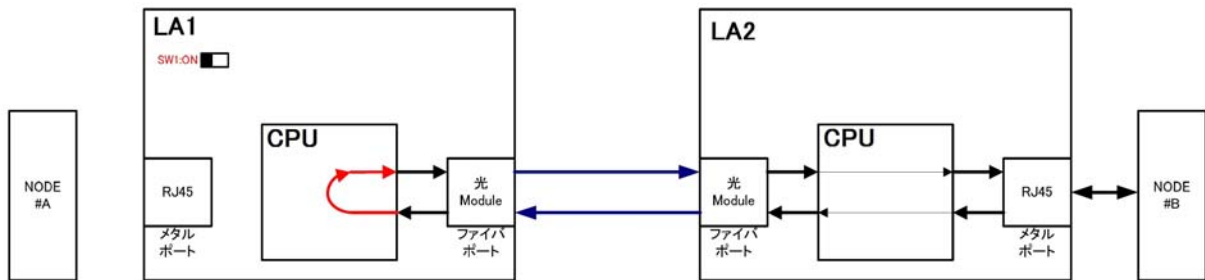 LA1
SW1:ON
CPU
NODE
#A
RJ45
メタル
ポート
光
Module
ファイバ
ポート
LA2
CPU
光
Module
ファイバ
ポート
RJ45
メタル
ポート
NODE
#B